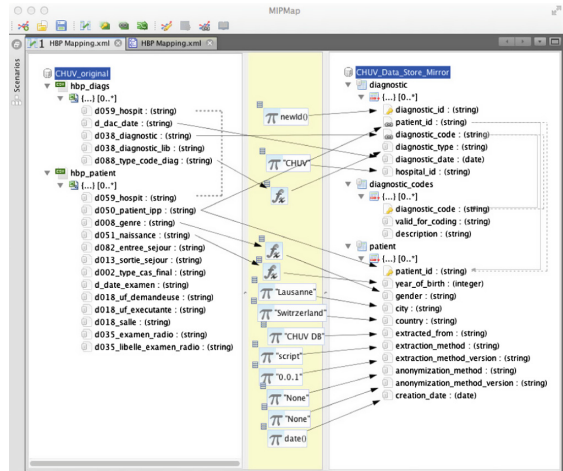 MIPMap
1 HBP Mapping.xml
HBP Mapping.xml
Scenarios
CHUV_original
hbp_diags
{...} [0..*]
d059_hospit : (string)
d_dac_date : (string)
d038_diagnostic : (string)
d038_diagnostic_lib : (string)
d088_type_code_diag : (string)
hbp_patient
{...} [0..*]
d059_hospit : (string)
d050_patient_ipp : (string)
d008_genre : (string)
d051_naissance : (string)
d082_entree_sejour : (string)
d013_sortie_sejour : (string)
d002_type_cas_final : (string)
d_date_examen : (string)
d018_uf_demandeuse : (string)
d018_uf_executante : (string)
d018_salle : (string)
d035_examen_radio : (string)
d035_libelle_examen_radio : (string)
π newId()
π "CHUV"
fx
fx
fx
π "Lausanne"
π "Switzerland"
π "CHUV DB"
π "script"
π "0.0.1"
π "None"
π "None"
π date()
CHUV_Data_Store_Mirror
diagnostic
{...} [0..*]
diagnostic_id : (string)
patient_id : (string)
diagnostic_code : (string)
diagnostic_type : (string)
diagnostic_date : (date)
hospital_id : (string)
diagnostic_codes
{...} [0..*]
diagnostic_code : (string)
valid_for_coding : (string)
description : (string)
patient
{...} [0..*]
patient_id : (string)
year_of_birth : (integer)
gender : (string)
city : (string)
country : (string)
extracted_from : (string)
extraction_method : (string)
extraction_method_version : (string)
anonymization_method : (string)
anonymization_method_version : (string)
creation_date : (date)